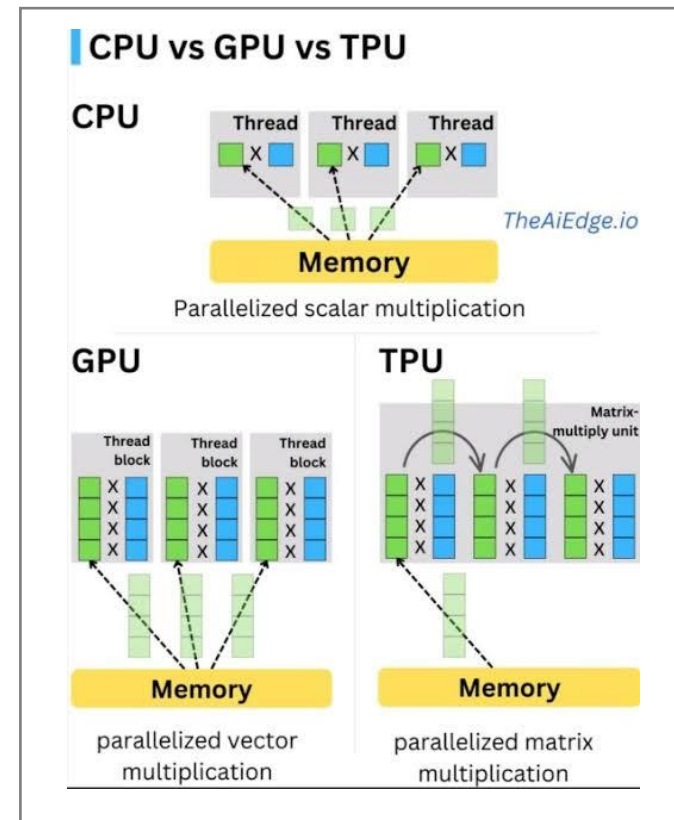 CPU vs GPU vs TPU
CPU
Thread Thread Thread
X X X
TheAiEdge.io
Memory
Parallelized scalar multiplication
GPU
Thread block Thread block Thread block
X X X
X X X
X X X
X X X
Memory
parallelized vector
multiplication
TPU
Matrix-
multiply unit
X X X
X X X
X X X
X X X
Memory
parallelized matrix
multiplication